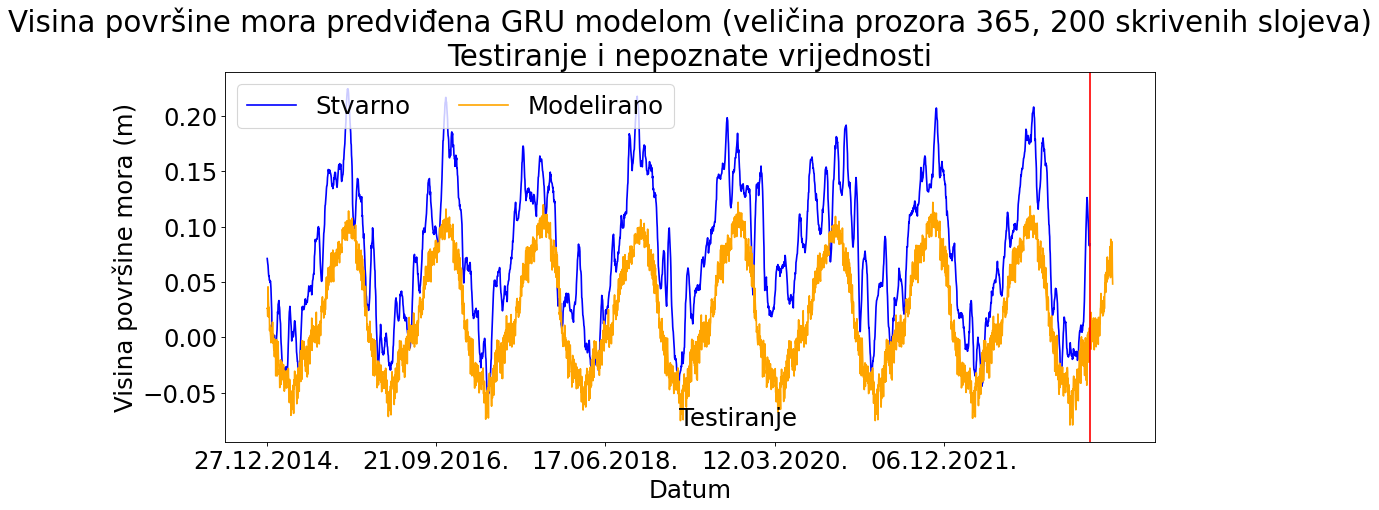 Visina površine mora predviđena GRU modelom (veličina prozora 365, 200 skrivenih slojeva)
Testiranje i nepoznate vrijednosti
Stvarno Modelirano
Visina površine mora (m)
0.20
0.15
0.10
0.05
0.00
−0.05
Testiranje
27.12.2014. 21.09.2016. 17.06.2018. 12.03.2020. 06.12.2021.
Datum